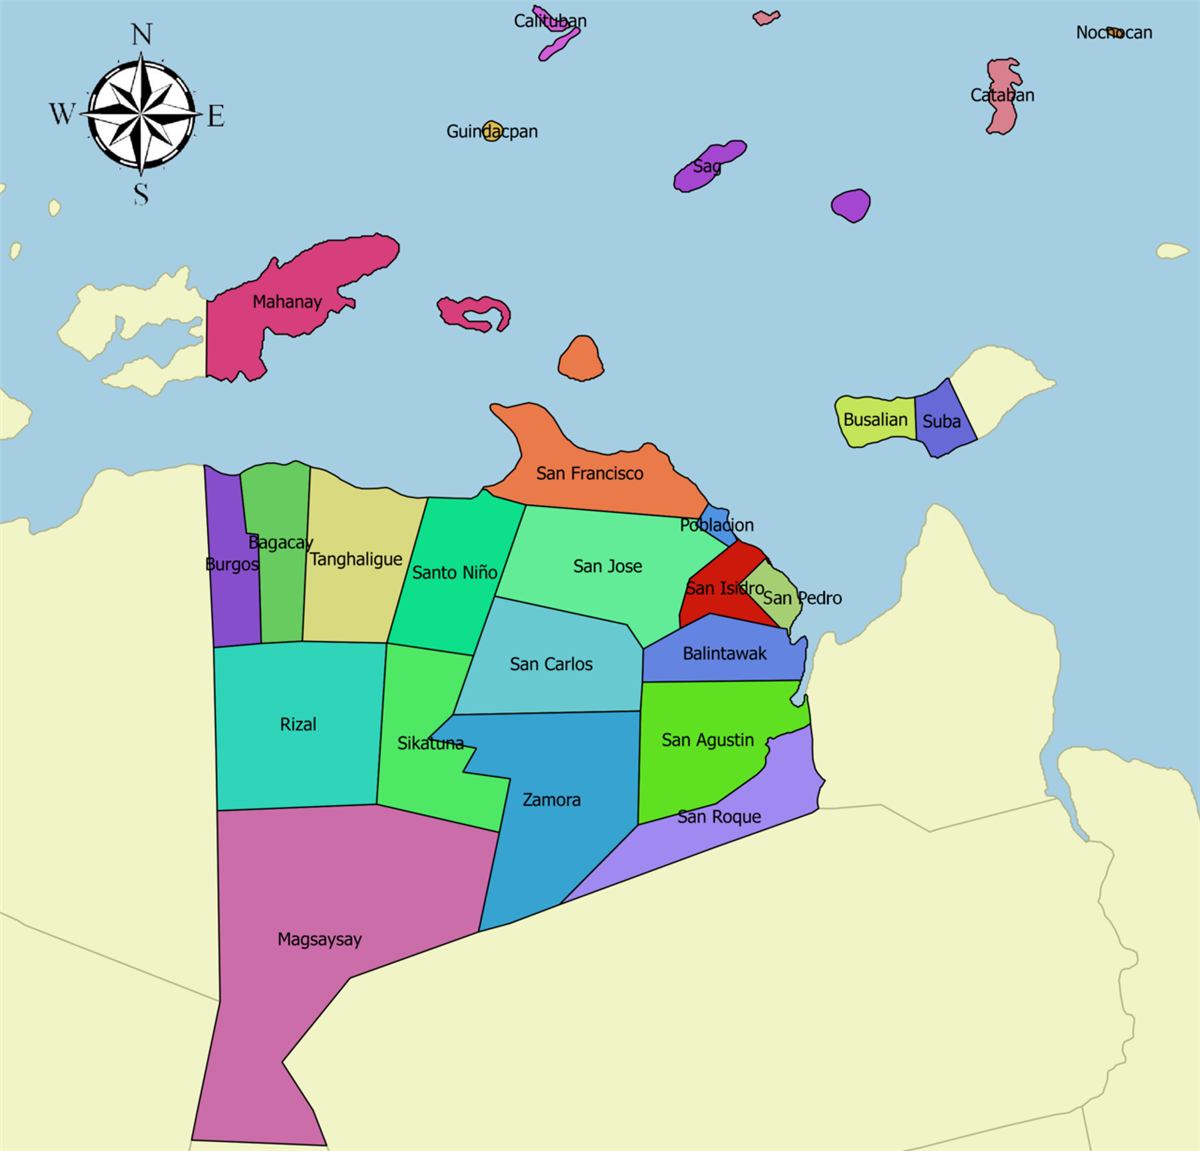 Calituban
Nocnocan
N
Cataban
W
E
Guindacpan
Sag
S
Mahanay
Busalian
Suba
San Francisco
Poblacion
Bagacay
Tanghaligue
Burgos
San Jose
Santo Niño
San Isidro
San Pedro
Balintawak
San Carlos
Rizal
Sikatuna
San Agustin
Zamora
San Roque
Magsaysay